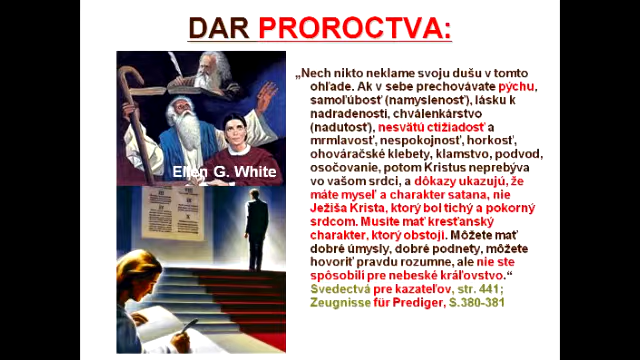 DAR PROROCTVA:
„Nech nikto neklame svoju dušu v tomto
ohľade. Ak v sebe prechovávate pýchu,
samoľúbosť (namyslenosť), lásku k
nadradenosti, chválenkárstvo
(nadutosť), nesvätú ctižiadosť a
mrmlavosť, nespokojnosť, horkosť,
ohováračské klebety, klamstvo, podvod,
osočovanie, potom Kristus neprebýva
vo vašom srdci, a dôkazy ukazujú, že
máte myseľ a charakter satana, nie
Ježiša Krista, ktorý bol tichý a pokorný
srdcom. Musíte mať kresťanský
charakter, ktorý obstojí. Môžete mať
dobré úmysly, dobré podnety, môžete
hovoriť pravdu rozumne, ale nie ste
spôsobilí pre nebeské kráľovstvo.“
Svedectvá pre kazateľov, str. 441;
Zeugnisse für Prediger, S.380-381
Ellen G. White